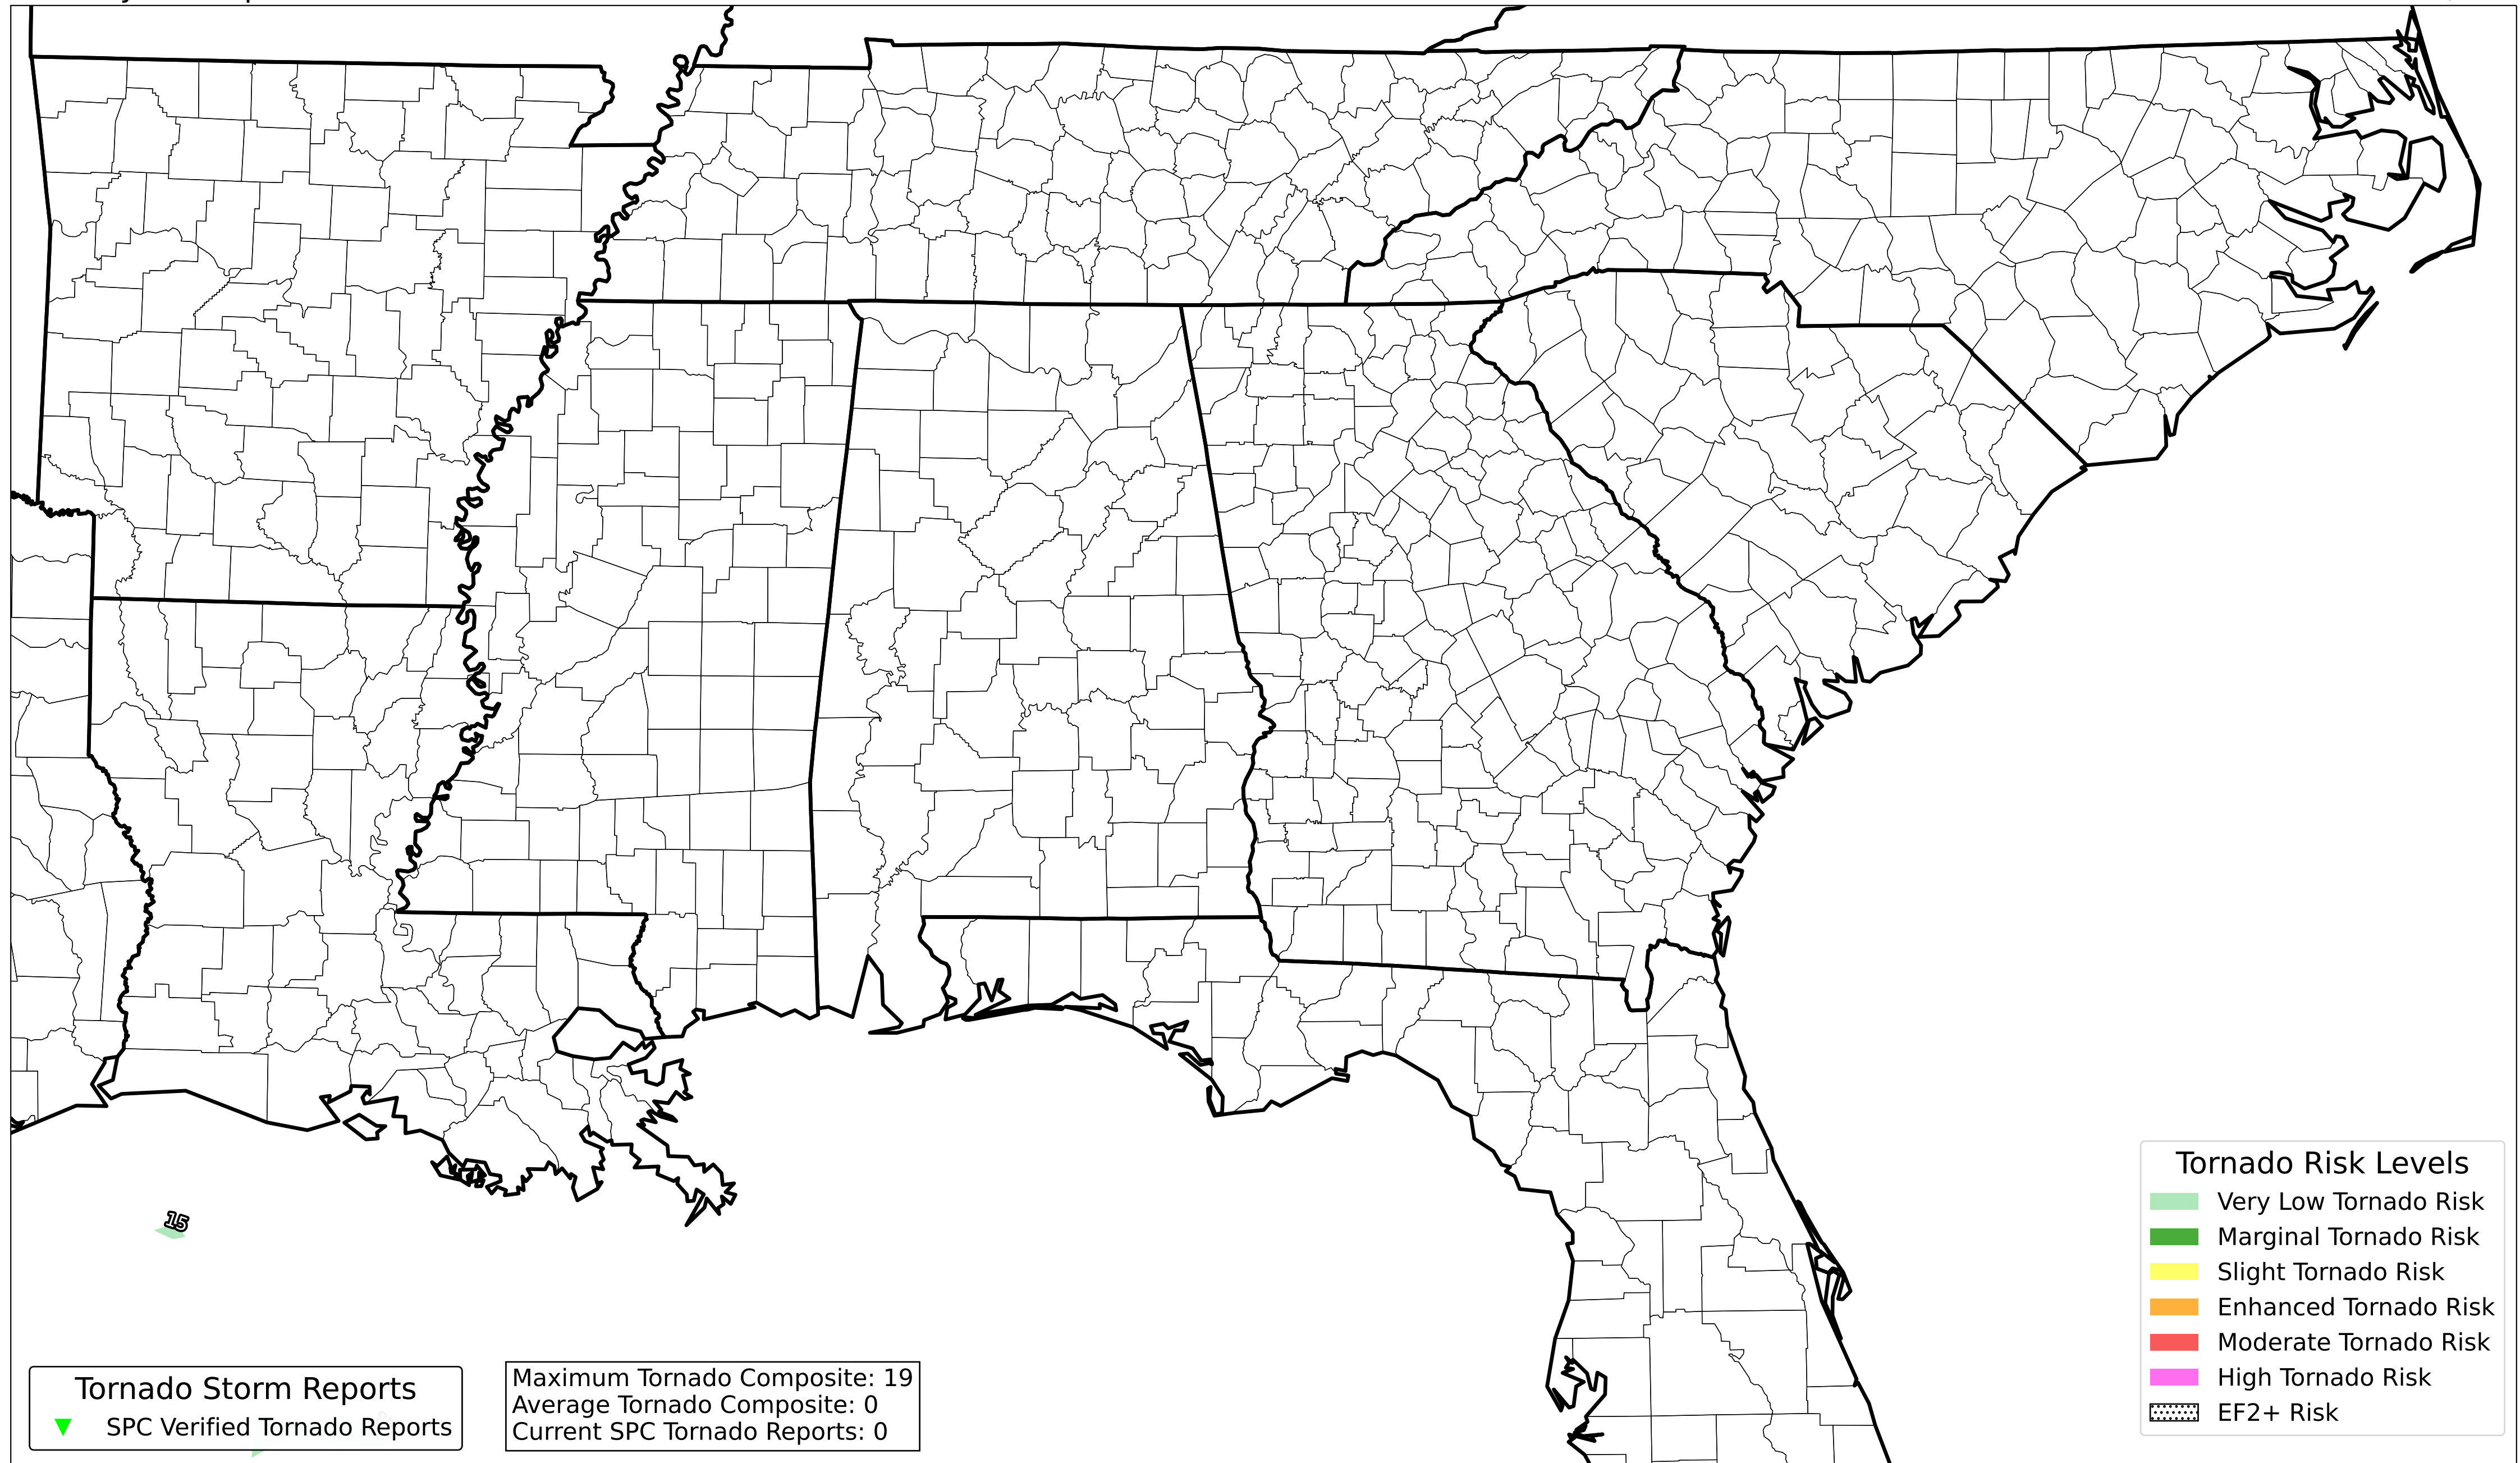 15
Tornado Storm Reports
SPC Verified Tornado Reports
Maximum Tornado Composite: 19
Average Tornado Composite: 0
Current SPC Tornado Reports: 0
Tornado Risk Levels
Very Low Tornado Risk
Marginal Tornado Risk
Slight Tornado Risk
Enhanced Tornado Risk
Moderate Tornado Risk
High Tornado Risk
EF2+ Risk